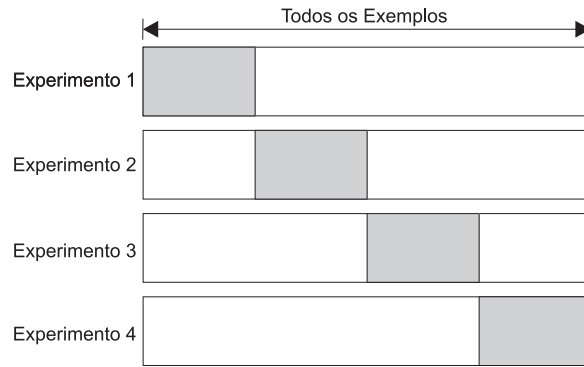 Todos os Exemplos
Experimento 1
Experimento 2
Experimento 3
Experimento 4